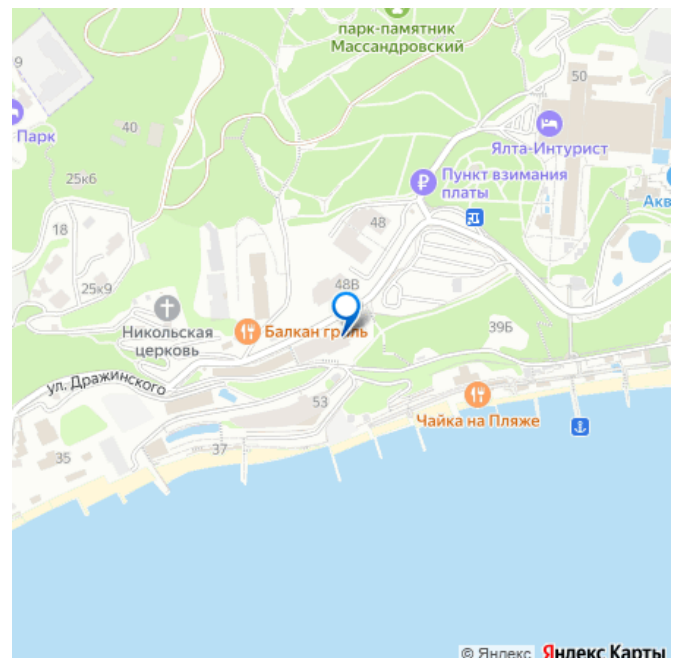 парк-памятник
Массандровский
9
50
Парк
40
Ялта-Интурист
Пункт взимания
платы
25к6
Акв
18
48
25к9
48В
Никольская
церковь
Балкан гриль
39Б
ул. Дражинского
53
Чайка на Пляже
37
35
© Яндекс Яндекс Карты